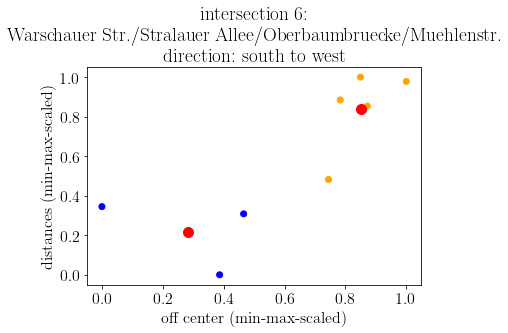 intersection 6:
Warschauer Str./Stralauer Allee/Oberbaumbruecke/Muehlenstr.
direction: south to west
distances (min-max-scaled)
1.0
0.8
0.6
0.4
0.2
0.0
0.0 0.2 0.4 0.6 0.8 1.0
off center (min-max-scaled)